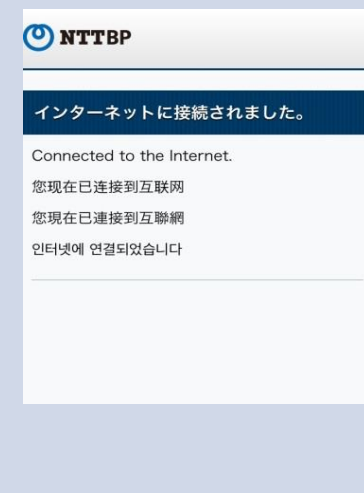 NTTBP
インターネットに接続されました。
Connected to the Internet.
您现在已连接到互联网
您現在已連接到互聯網
인터넷에 연결되었습니다